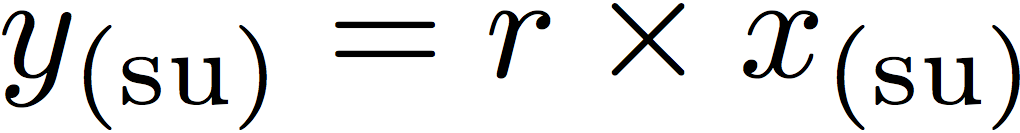 y(su) = r × x(su)